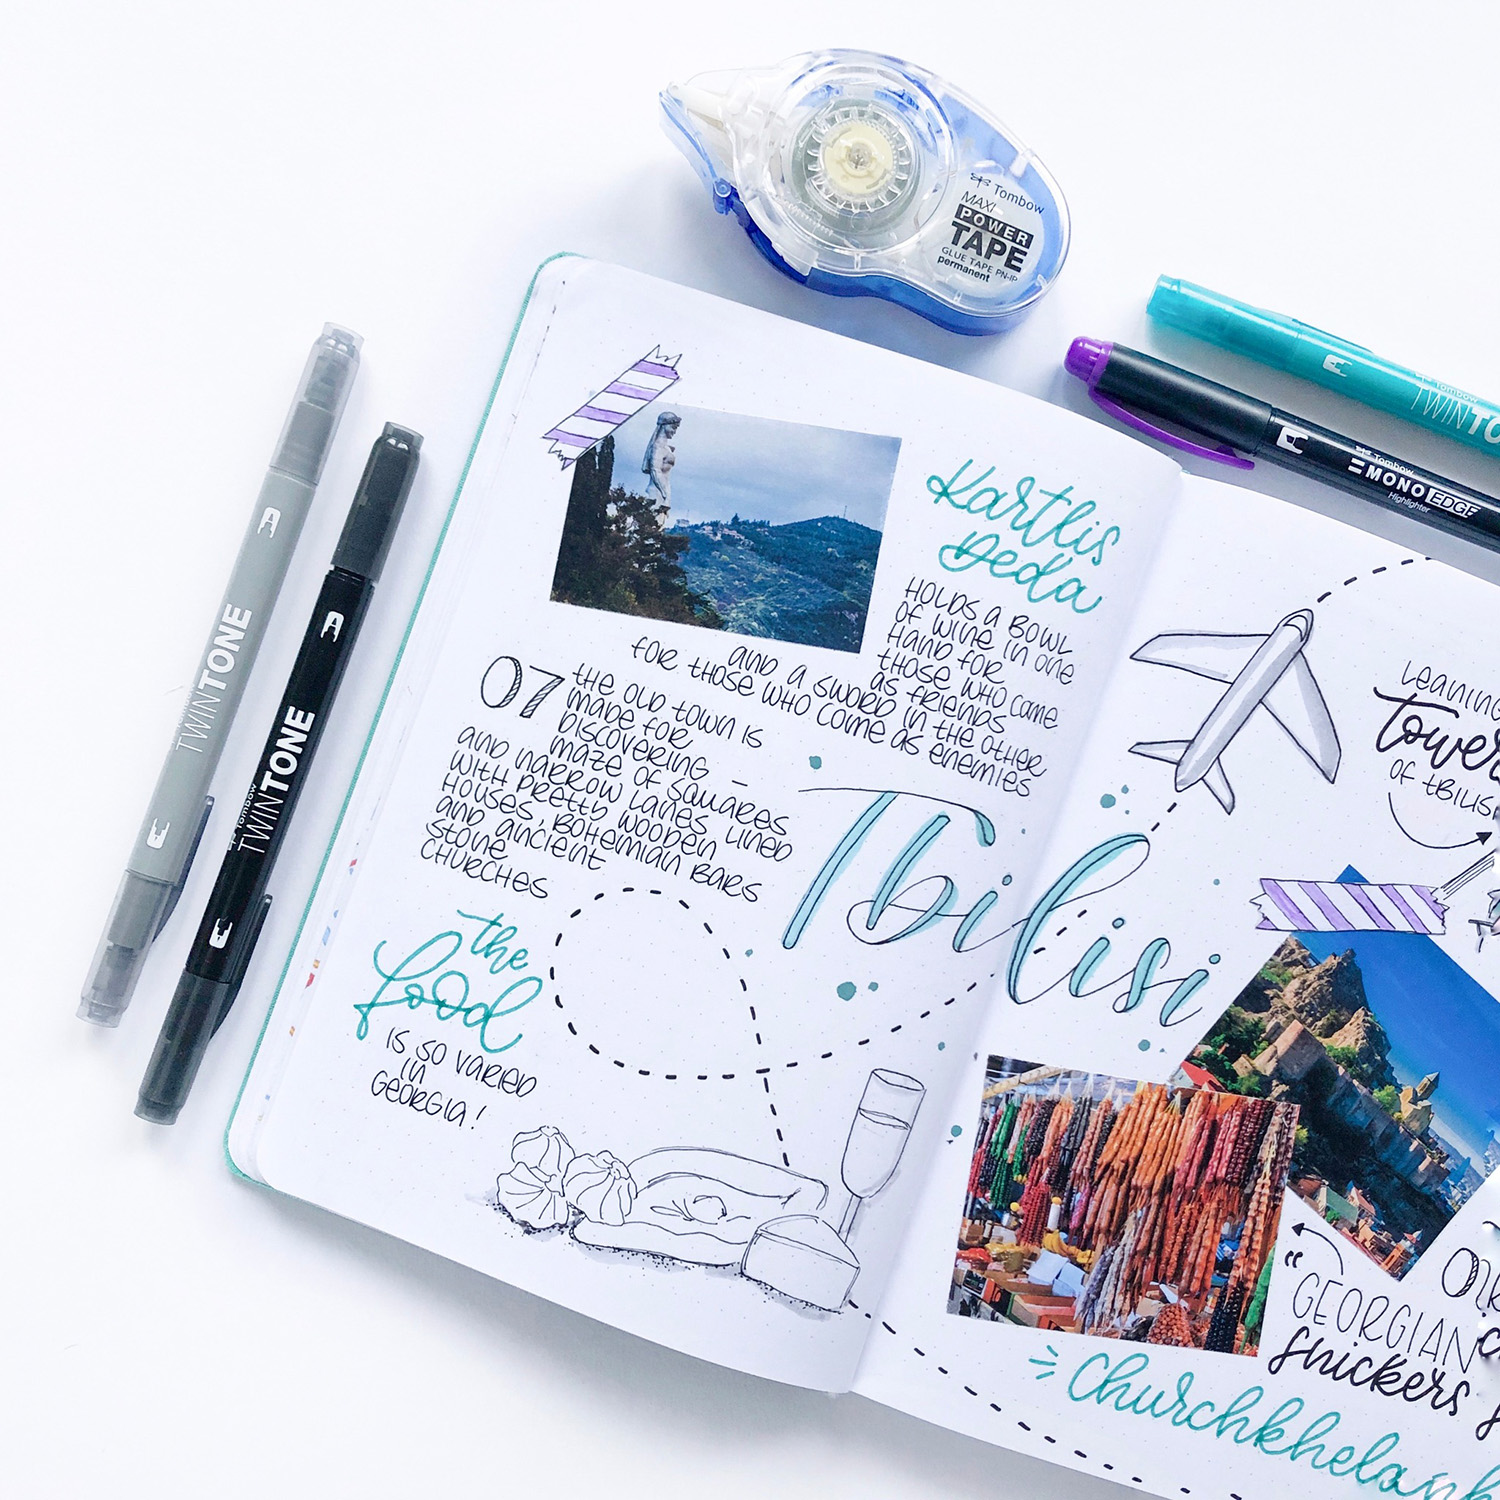 Tombow
MAXI
POWER
TAPE
GLUE TAPE PN-IP
permanent
Tombow
TWINTO
Tombow
MONO EDGE
Highlighter
TWINTONE
Tombow
TWINTONE
Kartlis
Deda
HOLDS A BOWL
OF WINE IN ONE
HAND FOR
THOSE WHO CAME
AS FRIENDS
AND A SWORD IN THE OTHER
FOR THOSE WHO COME AS ENEMIES
07
THE OLD TOWN IS
MADE FOR
DISCOVERING –
MAZE OF SQUARES
AND NARROW LANES LINED
WITH PRETTY WOODEN
HOUSES, BOHEMIAN BARS
AND ANCIENT
STONE
CHURCHES
Tbilisi
the
food
IS SO VARIED
IN
GEORGIA!
LEANING
tower
OF TBILISI
"GEORGIAN
snickers
Churchkhela